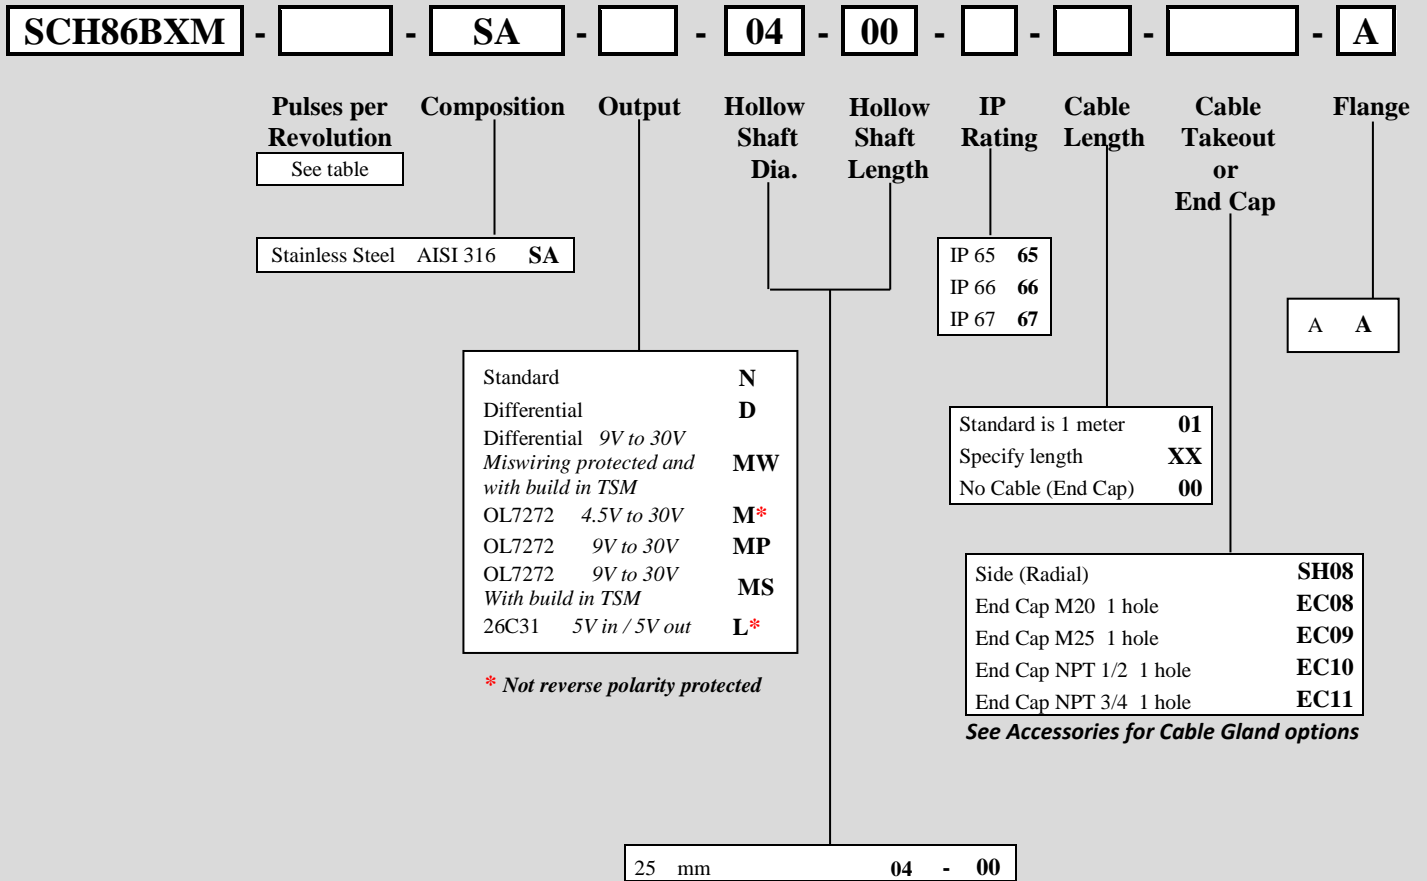 SCH86BXM - - SA - - 04 - 00 - - - - A
Pulses per Revolution
See table
Composition
Output
Hollow Shaft Dia.
Hollow Shaft Length
IP Rating
Cable Length
Cable Takeout or End Cap
Flange
Stainless Steel AISI 316 SA
IP 65 65
IP 66 66
IP 67 67
A A
Standard N
Differential D
Differential 9V to 30V
Miswiring protected and MW
with build in TSM
OL7272 4.5V to 30V M*
OL7272 9V to 30V MP
OL7272 9V to 30V
With build in TSM MS
26C31 5V in / 5V out L*
* Not reverse polarity protected
Standard is 1 meter 01
Specify length XX
No Cable (End Cap) 00
Side (Radial) SH08
End Cap M20 1 hole EC08
End Cap M25 1 hole EC09
End Cap NPT 1/2 1 hole EC10
End Cap NPT 3/4 1 hole EC11
See Accessories for Cable Gland options
25 mm 04 - 00